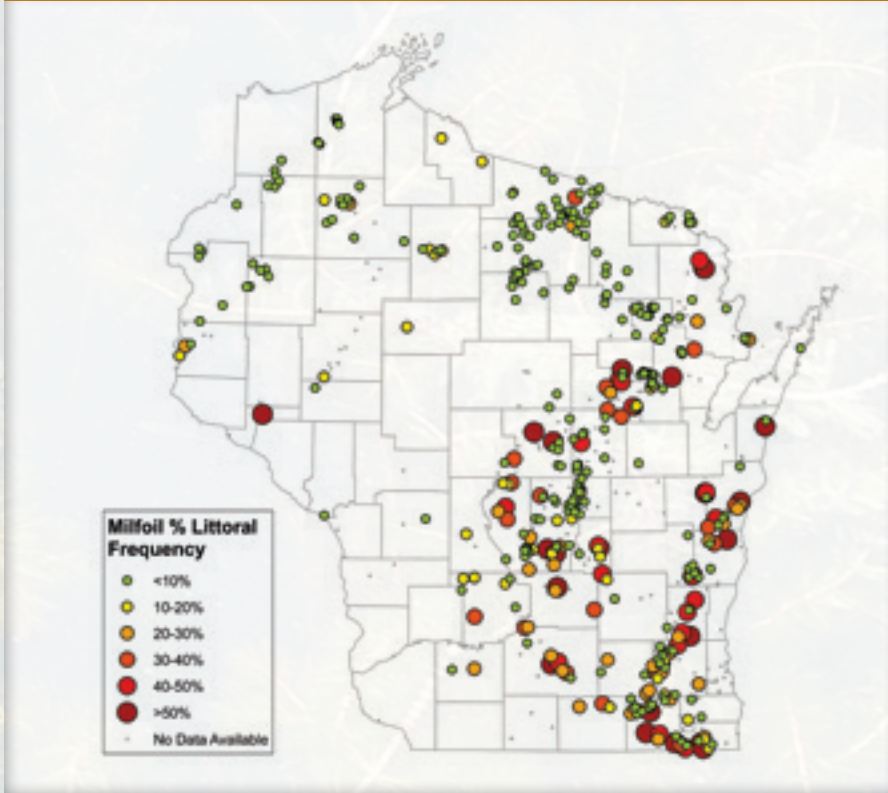 Milfoil % Littoral
Frequency
<10%
10-20%
20-30%
30-40%
40-50%
>50%
No Data Available